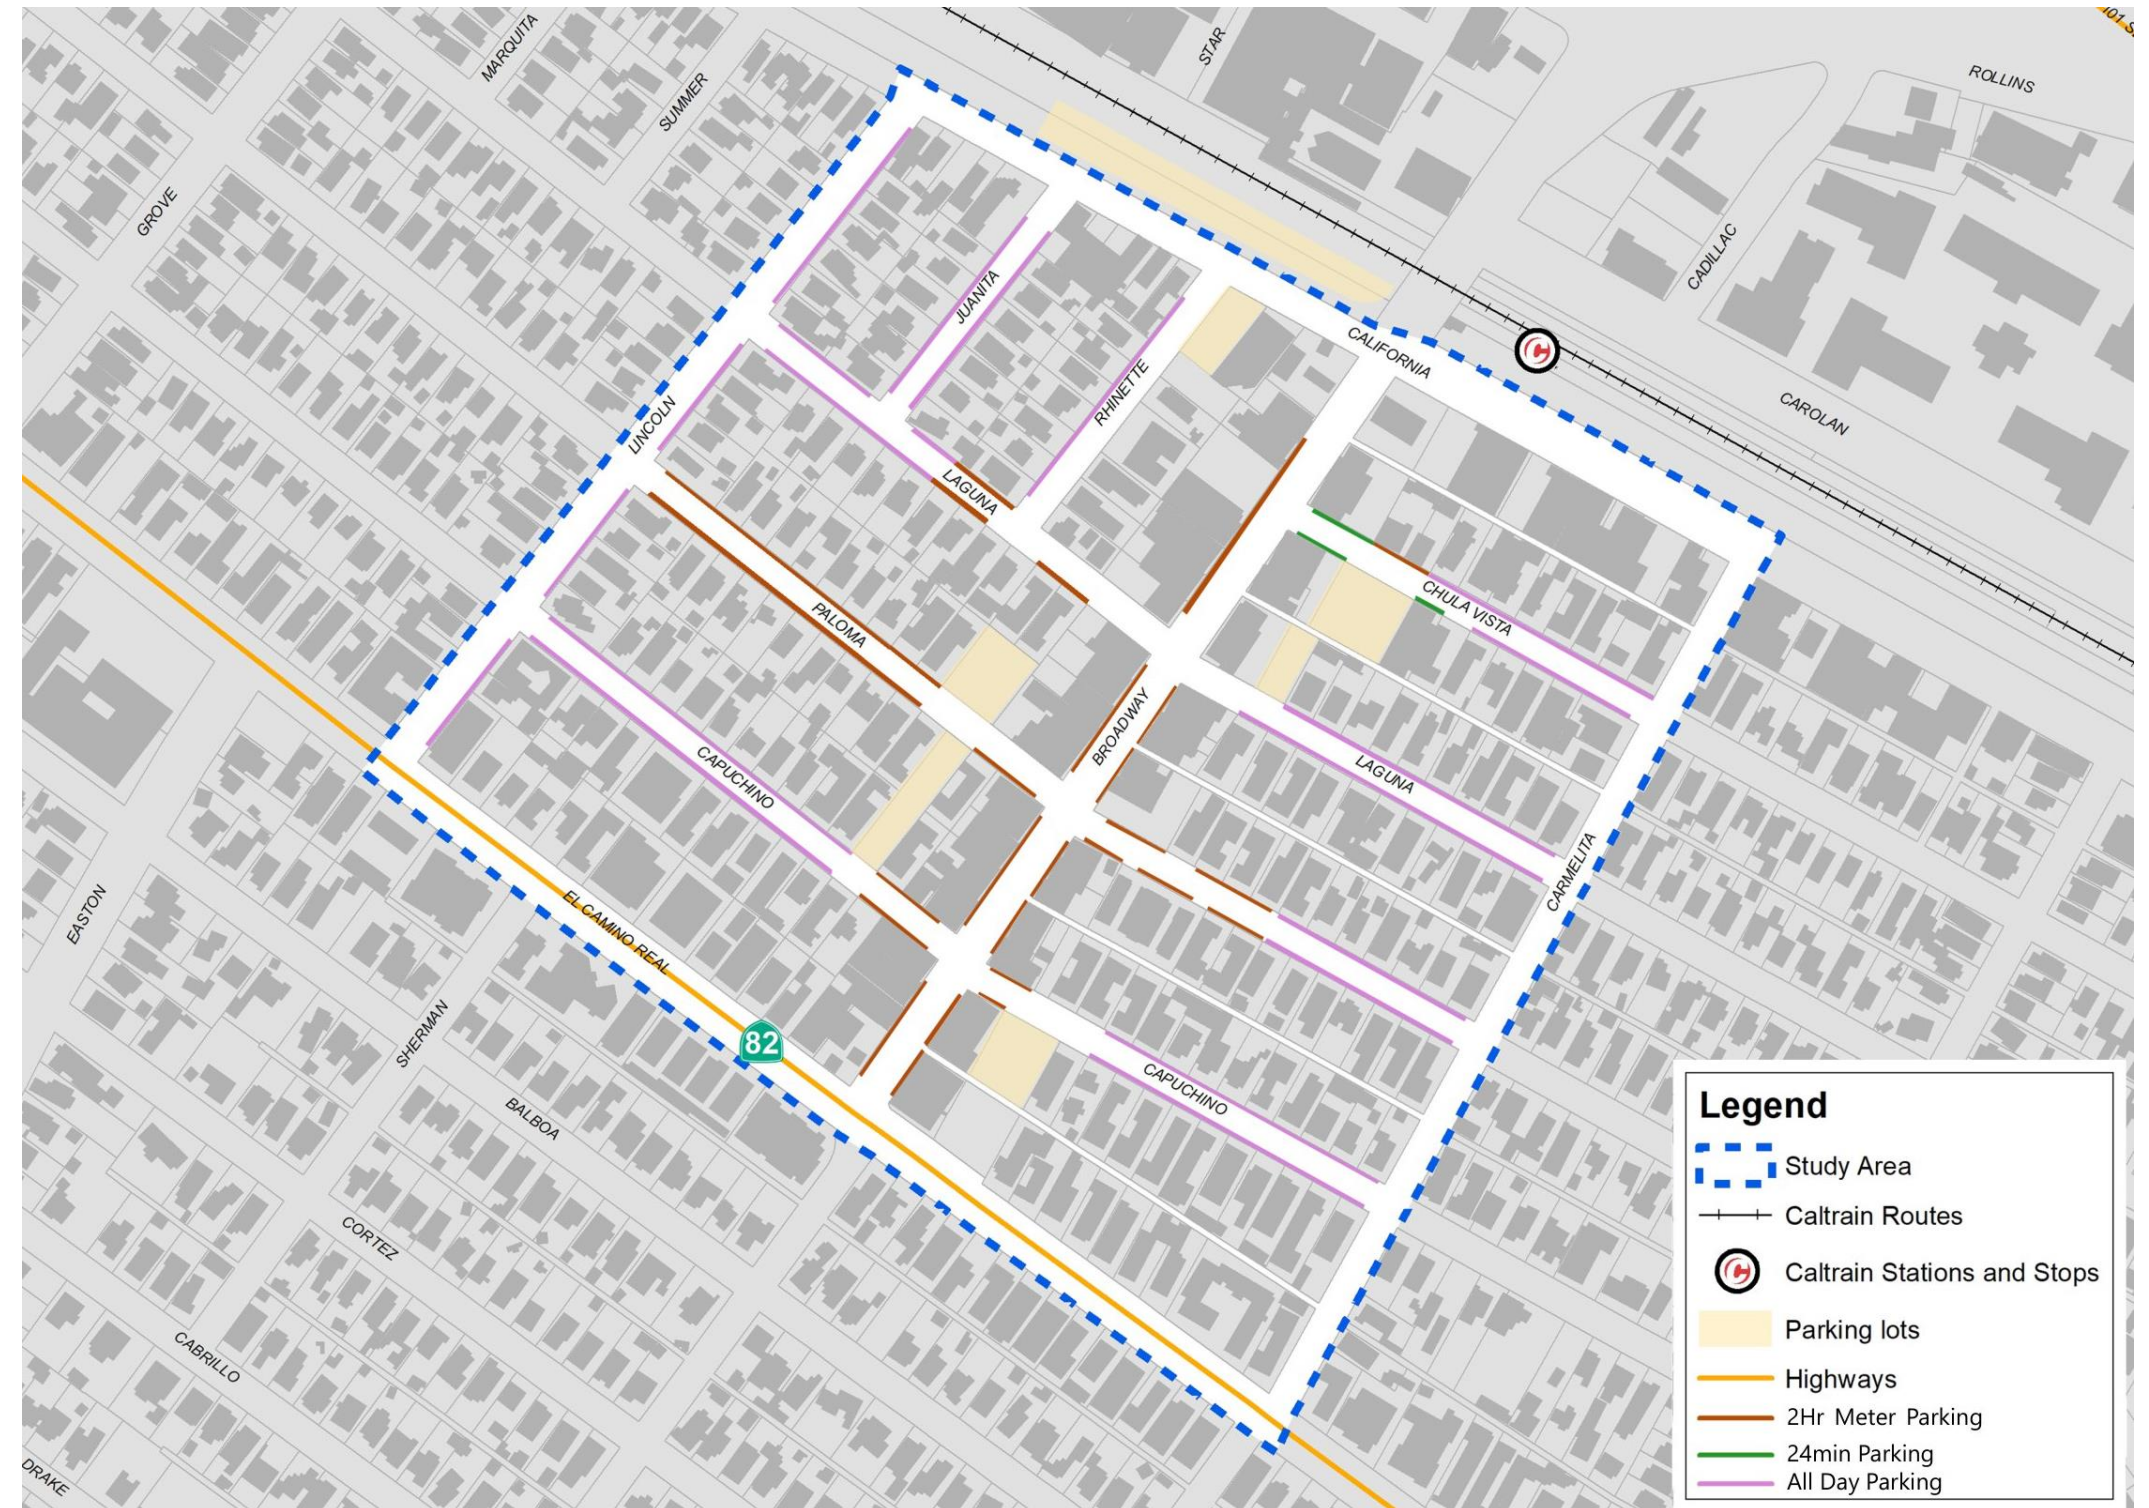 101 S
MARQUITA
STAR
ROLLINS
SUMMER
GROVE
CADILLAC
JUANITA
CALIFORNIA
RHINETTE
CAROLAN
LINCOLN
LAGUNA
CHULA VISTA
PALOMA
BROADWAY
CAPUCHINO
LAGUNA
CARMELITA
EASTON
EL CAMINO REAL
SHERMAN
82
CAPUCHINO
BALBOA
CORTEZ
CABRILLO
DRAKE
Legend
Study Area
Caltrain Routes
C
Caltrain Stations and Stops
Parking lots
Highways
2Hr Meter Parking
24min Parking
All Day Parking